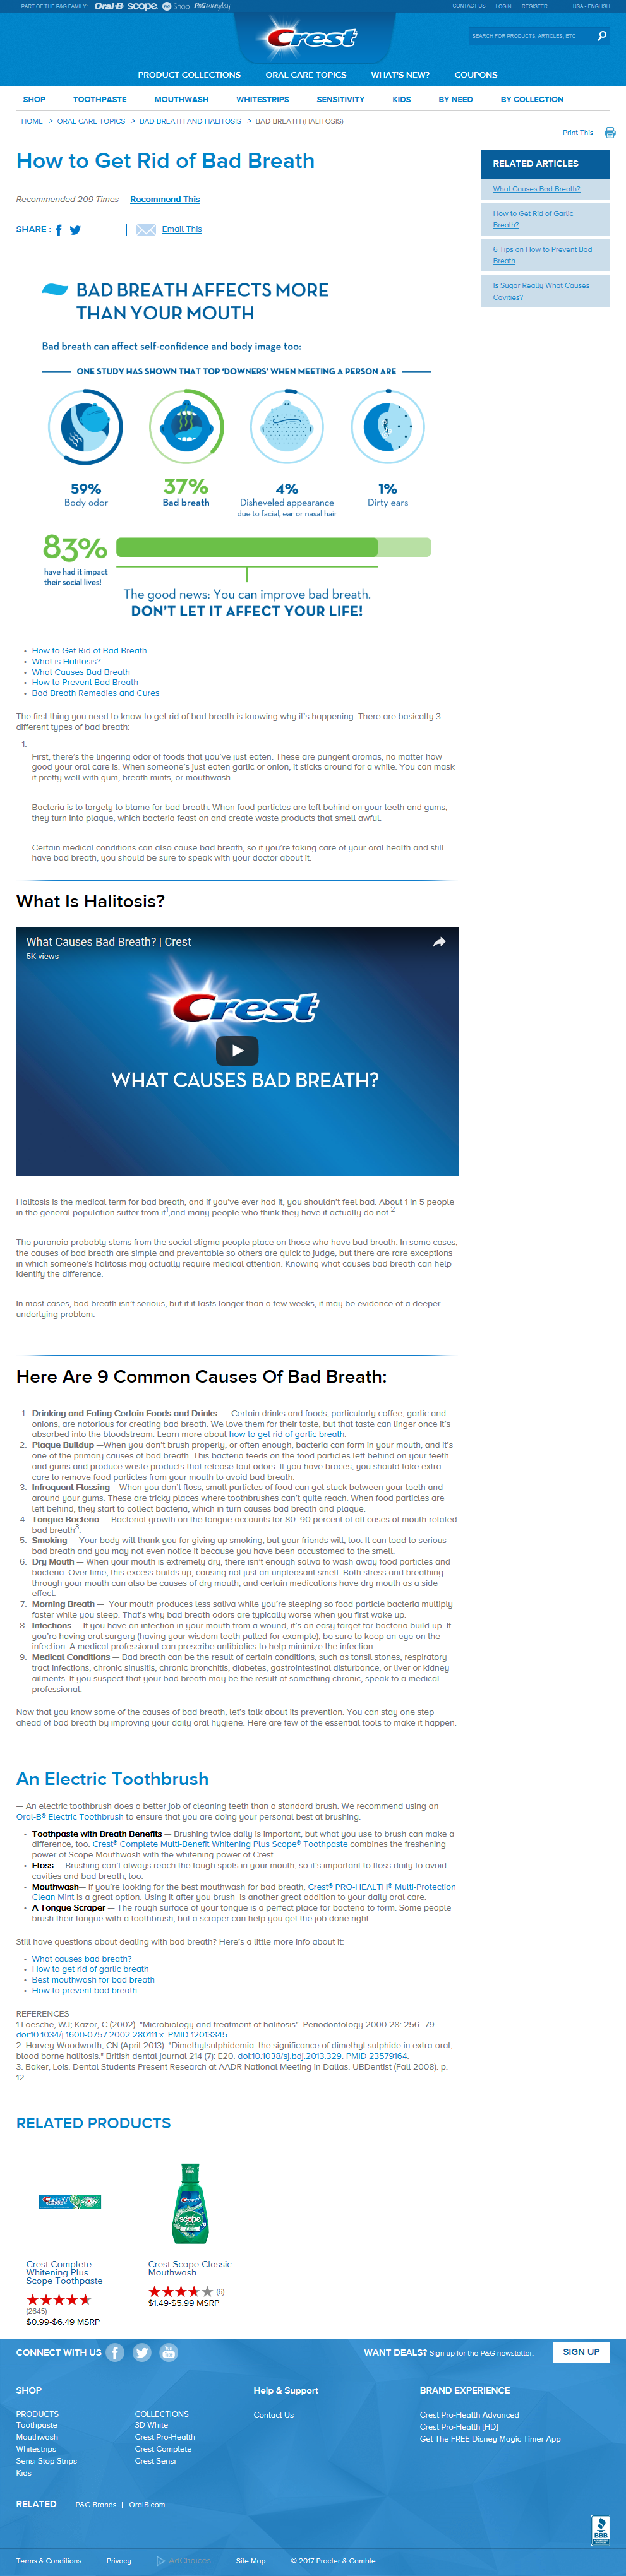 PART OF THE P&G FAMILY: Oral-B scope Shop P&G everyday CONTACT US | LOGIN | REGISTER USA - ENGLISH
Crest
SEARCH FOR PRODUCTS, ARTICLES, ETC
PRODUCT COLLECTIONS ORAL CARE TOPICS WHAT'S NEW? COUPONS
SHOP TOOTHPASTE MOUTHWASH WHITESTRIPS SENSITIVITY KIDS BY NEED BY COLLECTION
HOME > ORAL CARE TOPICS > BAD BREATH AND HALITOSIS > BAD BREATH (HALITOSIS)
Print This
How to Get Rid of Bad Breath
Recommended 209 Times Recommend This
SHARE : | Email This
RELATED ARTICLES
What Causes Bad Breath?
How to Get Rid of Garlic
Breath?
6 Tips on How to Prevent Bad
Breath
Is Sugar Really What Causes
Cavities?
BAD BREATH AFFECTS MORE
THAN YOUR MOUTH
Bad breath can affect self-confidence and body image too:
ONE STUDY HAS SHOWN THAT TOP 'DOWNERS' WHEN MEETING A PERSON ARE
59% 37% 4% 1%
Body odor Bad breath Disheveled appearance Dirty ears
due to facial, ear or nasal hair
83%
have had it impact
their social lives!
The good news: You can improve bad breath.
DON'T LET IT AFFECT YOUR LIFE!
• How to Get Rid of Bad Breath
• What is Halitosis?
• What Causes Bad Breath
• How to Prevent Bad Breath
• Bad Breath Remedies and Cures
The first thing you need to know to get rid of bad breath is knowing why it's happening. There are basically 3
different types of bad breath:
1.
First, there's the lingering odor of foods that you've just eaten. These are pungent aromas, no matter how
good your oral care is. When someone's just eaten garlic or onion, it sticks around for a while. You can mask
it pretty well with gum, breath mints, or mouthwash.
Bacteria is to largely to blame for bad breath. When food particles are left behind on your teeth and gums,
they turn into plaque, which bacteria feast on and create waste products that smell awful.
Certain medical conditions can also cause bad breath, so if you're taking care of your oral health and still
have bad breath, you should be sure to speak with your doctor about it.
What Is Halitosis?
What Causes Bad Breath? | Crest
5K views
Crest
WHAT CAUSES BAD BREATH?
Halitosis is the medical term for bad breath, and if you've ever had it, you shouldn't feel bad. About 1 in 5 people
in the general population suffer from it1,and many people who think they have it actually do not.2
The paranoia probably stems from the social stigma people place on those who have bad breath. In some cases,
the causes of bad breath are simple and preventable so others are quick to judge, but there are rare exceptions
in which someone's halitosis may actually require medical attention. Knowing what causes bad breath can help
identify the difference.
In most cases, bad breath isn't serious, but if it lasts longer than a few weeks, it may be evidence of a deeper
underlying problem.
Here Are 9 Common Causes Of Bad Breath:
1. Drinking and Eating Certain Foods and Drinks — Certain drinks and foods, particularly coffee, garlic and
onions, are notorious for creating bad breath. We love them for their taste, but that taste can linger once it's
absorbed into the bloodstream. Learn more about how to get rid of garlic breath.
2. Plaque Buildup —When you don't brush properly, or often enough, bacteria can form in your mouth, and it's
one of the primary causes of bad breath. This bacteria feeds on the food particles left behind on your teeth
and gums and produce waste products that release foul odors. If you have braces, you should take extra
care to remove food particles from your mouth to avoid bad breath.
3. Infrequent Flossing —When you don't floss, small particles of food can get stuck between your teeth and
around your gums. These are tricky places where toothbrushes can't quite reach. When food particles are
left behind, they start to collect bacteria, which in turn causes bad breath and plaque.
4. Tongue Bacteria — Bacterial growth on the tongue accounts for 80–90 percent of all cases of mouth-related
bad breath3.
5. Smoking — Your body will thank you for giving up smoking, but your friends will, too. It can lead to serious
bad breath and you may not even notice it because you have been accustomed to the smell.
6. Dry Mouth — When your mouth is extremely dry, there isn't enough saliva to wash away food particles and
bacteria. Over time, this excess builds up, causing not just an unpleasant smell. Both stress and breathing
through your mouth can also be causes of dry mouth, and certain medications have dry mouth as a side
effect.
7. Morning Breath — Your mouth produces less saliva while you're sleeping so food particle bacteria multiply
faster while you sleep. That's why bad breath odors are typically worse when you first wake up.
8. Infections — If you have an infection in your mouth from a wound, it's an easy target for bacteria build-up. If
you're having oral surgery (having your wisdom teeth pulled for example), be sure to keep an eye on the
infection. A medical professional can prescribe antibiotics to help minimize the infection.
9. Medical Conditions — Bad breath can be the result of certain conditions, such as tonsil stones, respiratory
tract infections, chronic sinusitis, chronic bronchitis, diabetes, gastrointestinal disturbance, or liver or kidney
ailments. If you suspect that your bad breath may be the result of something chronic, speak to a medical
professional.
Now that you know some of the causes of bad breath, let's talk about its prevention. You can stay one step
ahead of bad breath by improving your daily oral hygiene. Here are few of the essential tools to make it happen.
An Electric Toothbrush
— An electric toothbrush does a better job of cleaning teeth than a standard brush. We recommend using an
Oral-B® Electric Toothbrush to ensure that you are doing your personal best at brushing.
• Toothpaste with Breath Benefits — Brushing twice daily is important, but what you use to brush can make a
difference, too. Crest® Complete Multi-Benefit Whitening Plus Scope® Toothpaste combines the freshening
power of Scope Mouthwash with the whitening power of Crest.
• Floss — Brushing can't always reach the tough spots in your mouth, so it's important to floss daily to avoid
cavities and bad breath, too.
• Mouthwash— If you're looking for the best mouthwash for bad breath, Crest® PRO-HEALTH® Multi-Protection
Clean Mint is a great option. Using it after you brush is another great addition to your daily oral care.
• A Tongue Scraper — The rough surface of your tongue is a perfect place for bacteria to form. Some people
brush their tongue with a toothbrush, but a scraper can help you get the job done right.
Still have questions about dealing with bad breath? Here's a little more info about it:
• What causes bad breath?
• How to get rid of garlic breath
• Best mouthwash for bad breath
• How to prevent bad breath
REFERENCES
1.Loesche, WJ; Kazor, C (2002). "Microbiology and treatment of halitosis". Periodontology 2000 28: 256–79.
doi:10.1034/j.1600-0757.2002.280111.x. PMID 12013345.
2. Harvey-Woodworth, CN (April 2013). "Dimethylsulphidemia: the significance of dimethyl sulphide in extra-oral,
blood borne halitosis." British dental journal 214 (7): E20. doi:10.1038/sj.bdj.2013.329. PMID 23579164.
3. Baker, Lois. Dental Students Present Research at AADR National Meeting in Dallas. UBDentist (Fall 2008). p.
12
RELATED PRODUCTS
Crest scope
Crest scope
Crest Complete
Whitening Plus
Scope Toothpaste
(2645)
$0.99-$6.49 MSRP
Crest Scope Classic
Mouthwash
(6)
$1.49-$5.99 MSRP
CONNECT WITH US WANT DEALS? Sign up for the P&G newsletter. SIGN UP
SHOP Help & Support BRAND EXPERIENCE
PRODUCTS
Toothpaste
Mouthwash
Whitestrips
Sensi Stop Strips
Kids
COLLECTIONS
3D White
Crest Pro-Health
Crest Complete
Crest Sensi
Contact Us
Crest Pro-Health Advanced
Crest Pro-Health [HD]
Get The FREE Disney Magic Timer App
RELATED P&G Brands | OralB.com
BBB
Terms & Conditions Privacy AdChoices Site Map © 2017 Procter & Gamble